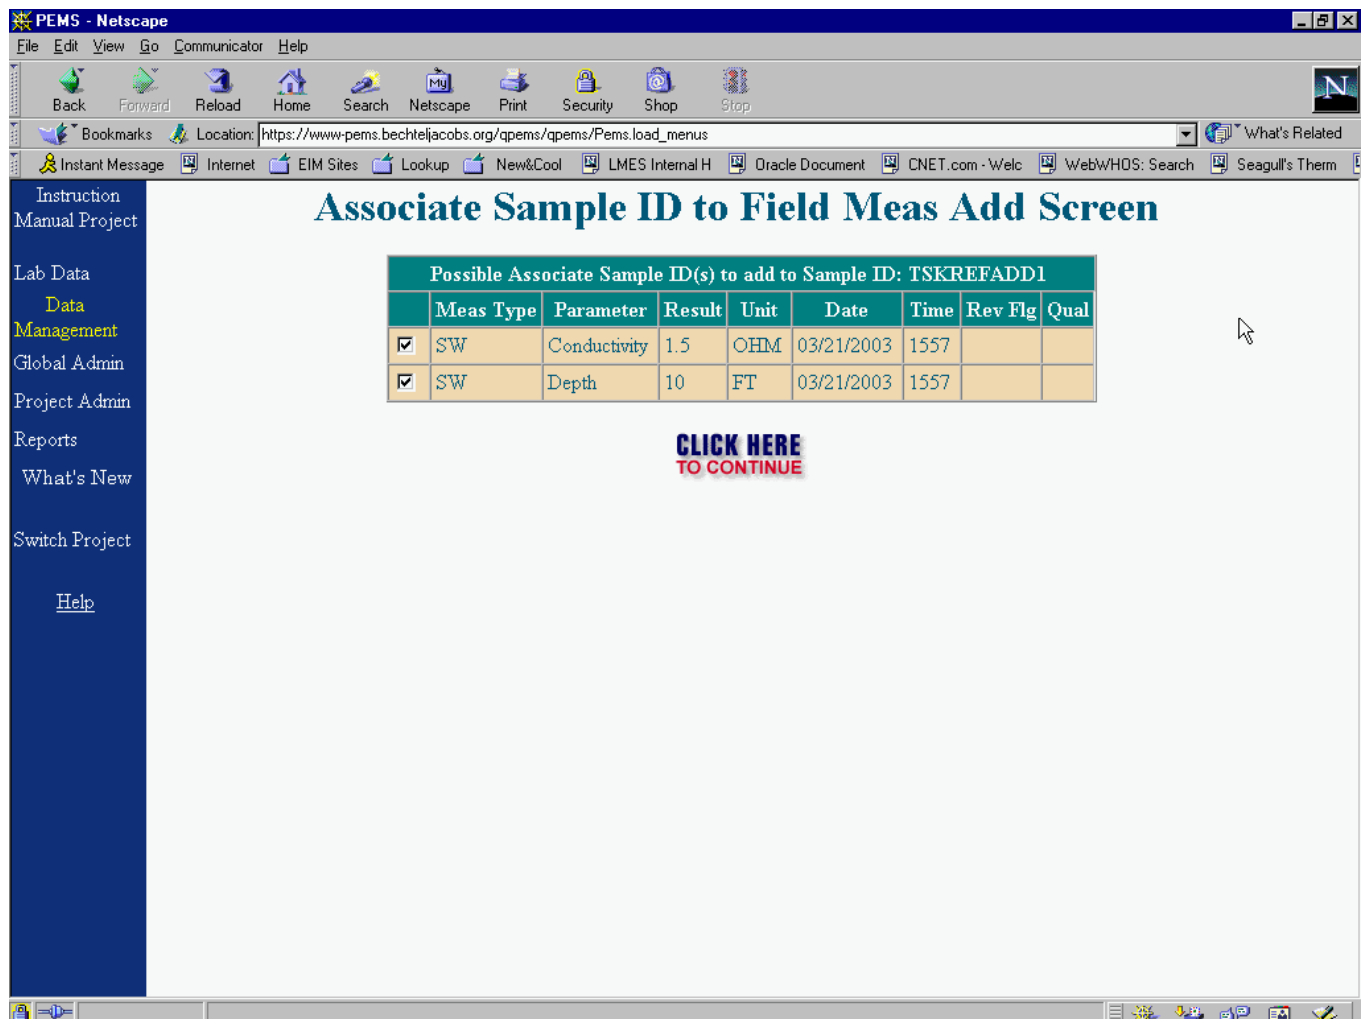 PEMS - Netscape
File Edit View Go Communicator Help
Back Forward Reload Home Search Netscape Print Security Shop Stop
My
N
Bookmarks Location: https://www-pems.bechteljacobs.org/qpems/qpems/Pems.load_menus What's Related
Instant Message Internet EIM Sites Lookup New&Cool LMES Internal H Oracle Document CNET.com - Welc WebWHOS: Search Seagull's Therm
Instruction
Manual Project
Lab Data
Data
Management
Global Admin
Project Admin
Reports
What's New
Switch Project
Help
Associate Sample ID to Field Meas Add Screen
Possible Associate Sample ID(s) to add to Sample ID: TSKREFADD1
Meas Type Parameter Result Unit Date Time Rev Flg Qual
SW Conductivity 1.5 OHM 03/21/2003 1557
SW Depth 10 FT 03/21/2003 1557
CLICK HERE
TO CONTINUE